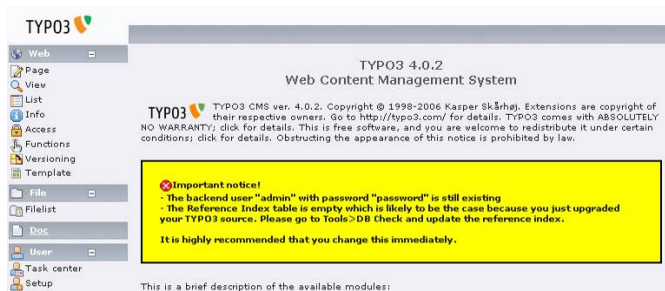 TYPO3
Web
Page
View
List
Info
Access
Functions
Versioning
Template
File
Filelist
Doc
User
Task center
Setup
TYPO3 4.0.2
Web Content Management System
TYPO3 TYPO3 CMS ver. 4.0.2. Copyright © 1998-2006 Kasper Skårhøj. Extensions are copyright of
their respective owners. Go to http://typo3.com/ for details. TYPO3 comes with ABSOLUTELY
NO WARRANTY; click for details. This is free software, and you are welcome to redistribute it under certain
conditions; click for details. Obstructing the appearance of this notice is prohibited by law.
Important notice!
- The backend user "admin" with password "password" is still existing
- The Reference Index table is empty which is likely to be the case because you just upgraded
your TYPO3 source. Please go to Tools>DB Check and update the reference index.
It is highly recommended that you change this immediately.
This is a brief description of the available modules: